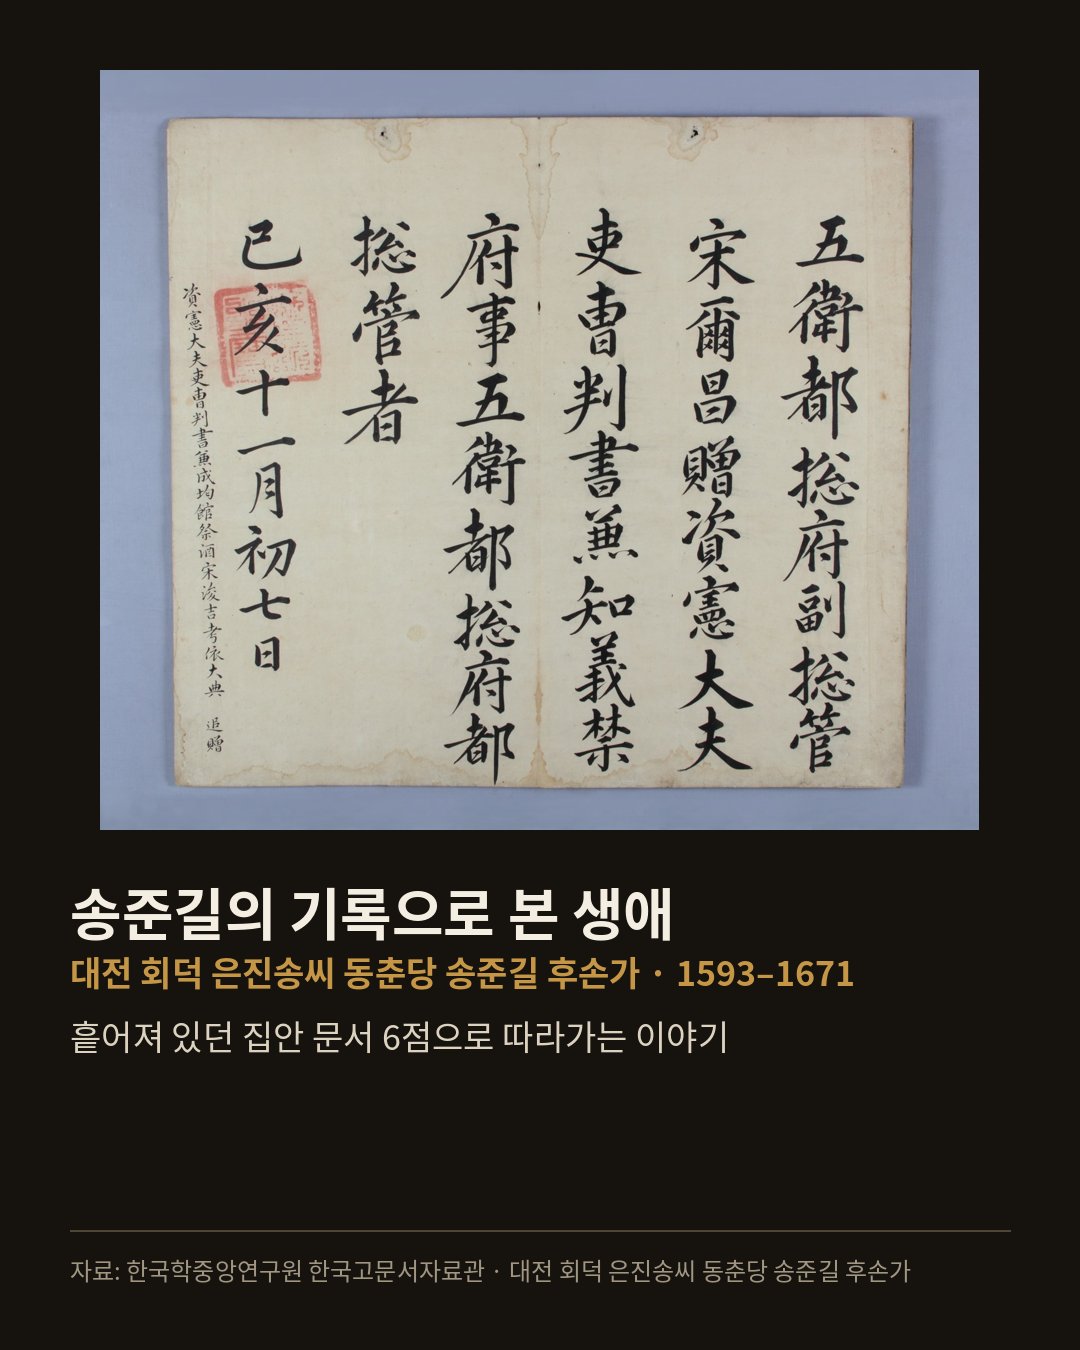 五衛都捴府副捴管
宋爾昌贈資憲大夫
吏曹判書兼知義禁
府事五衛都捴府都
捴管者
己亥十一月初七日
資憲大夫吏曹判書兼成均館祭酒宋浚吉考依大典 追贈
송준길의 기록으로 본 생애
대전 회덕 은진송씨 동춘당 송준길 후손가 · 1593–1671
흩어져 있던 집안 문서 6점으로 따라가는 이야기
자료: 한국학중앙연구원 한국고문서자료관 · 대전 회덕 은진송씨 동춘당 송준길 후손가